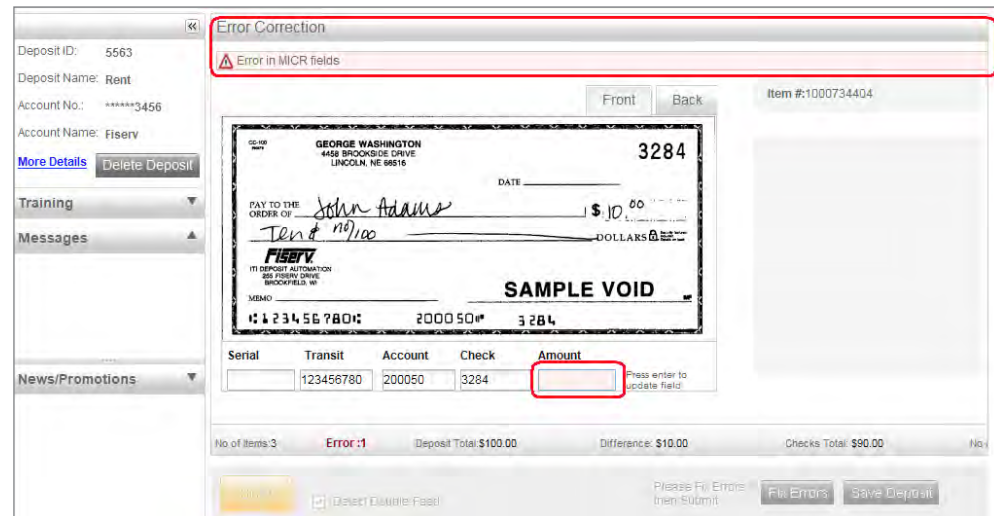 «
Error Correction
Deposit ID: 5563
Error in MICR fields
Deposit Name: Rent
Account No.: ******3456
Account Name: Fiserv
More Details
Delete Deposit
Training
Messages
News/Promotions
Front
Back
Item #:1000734404
GEORGE WASHINGTON
4458 BROOKSIDE DRIVE
LINCOLN, NE 68516
3284
DATE
PAY TO THE
ORDER OF John Adams $ 10.00
Ten & no/100 DOLLARS
Fiserv.
ITI DEPOSIT AUTOMATION
255 FISERV DRIVE
BROOKFIELD, WI
MEMO
SAMPLE VOID
⑆123456780⑆ 200050⑈ 3284
Serial Transit Account Check Amount
123456780 200050 3284
Press enter to
update field
No of Items:3 Error :1 Deposit Total:$100.00 Difference: $10.00 Checks Total: $90.00
Detect Double Feed
Please Fix Errors
then Submit
Fix Errors
Save Deposit